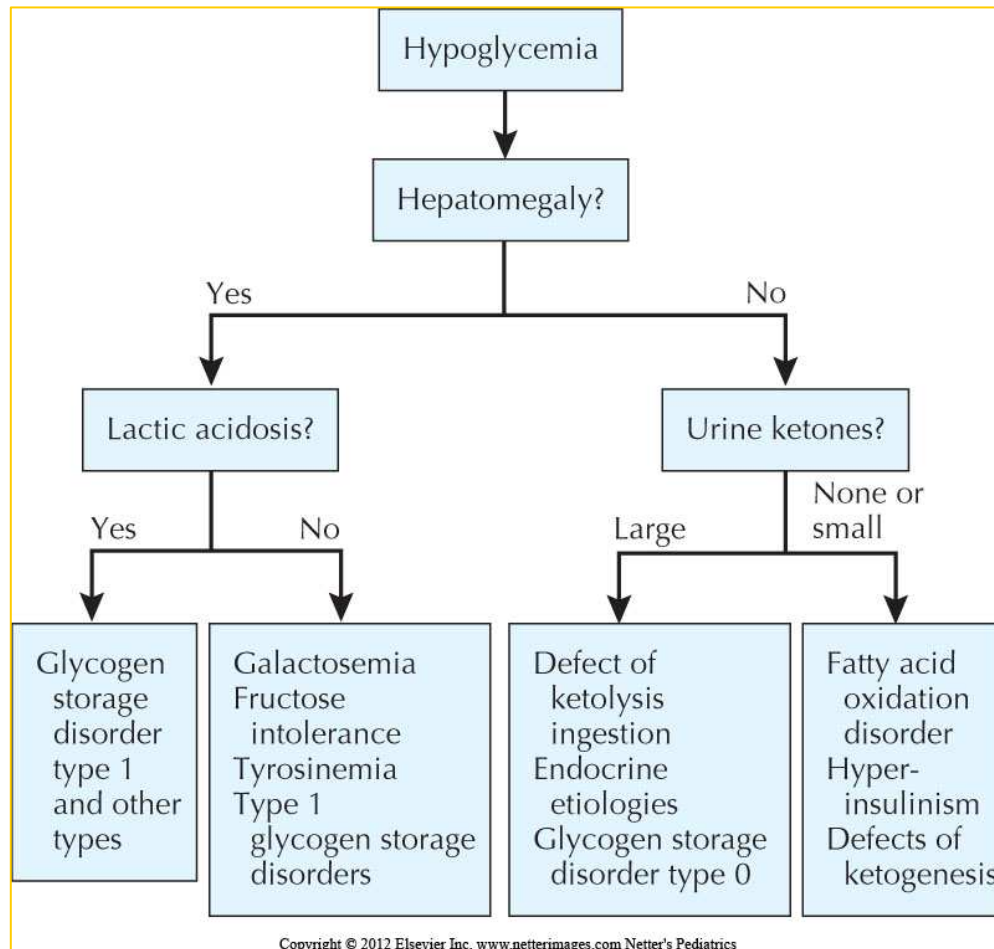 Hypoglycemia
Hepatomegaly?
Yes
No
Lactic acidosis?
Urine ketones?
Yes
No
Large
None or
small
Glycogen
storage
disorder
type 1
and other
types
Galactosemia
Fructose
intolerance
Tyrosinemia
Type 1
glycogen storage
disorders
Defect of
ketolysis
ingestion
Endocrine
etiologies
Glycogen storage
disorder type 0
Fatty acid
oxidation
disorder
Hyper-
insulinism
Defects of
ketogenesis
Copyright © 2012 Elsevier Inc. www.netterimages.com Netter's Pediatrics